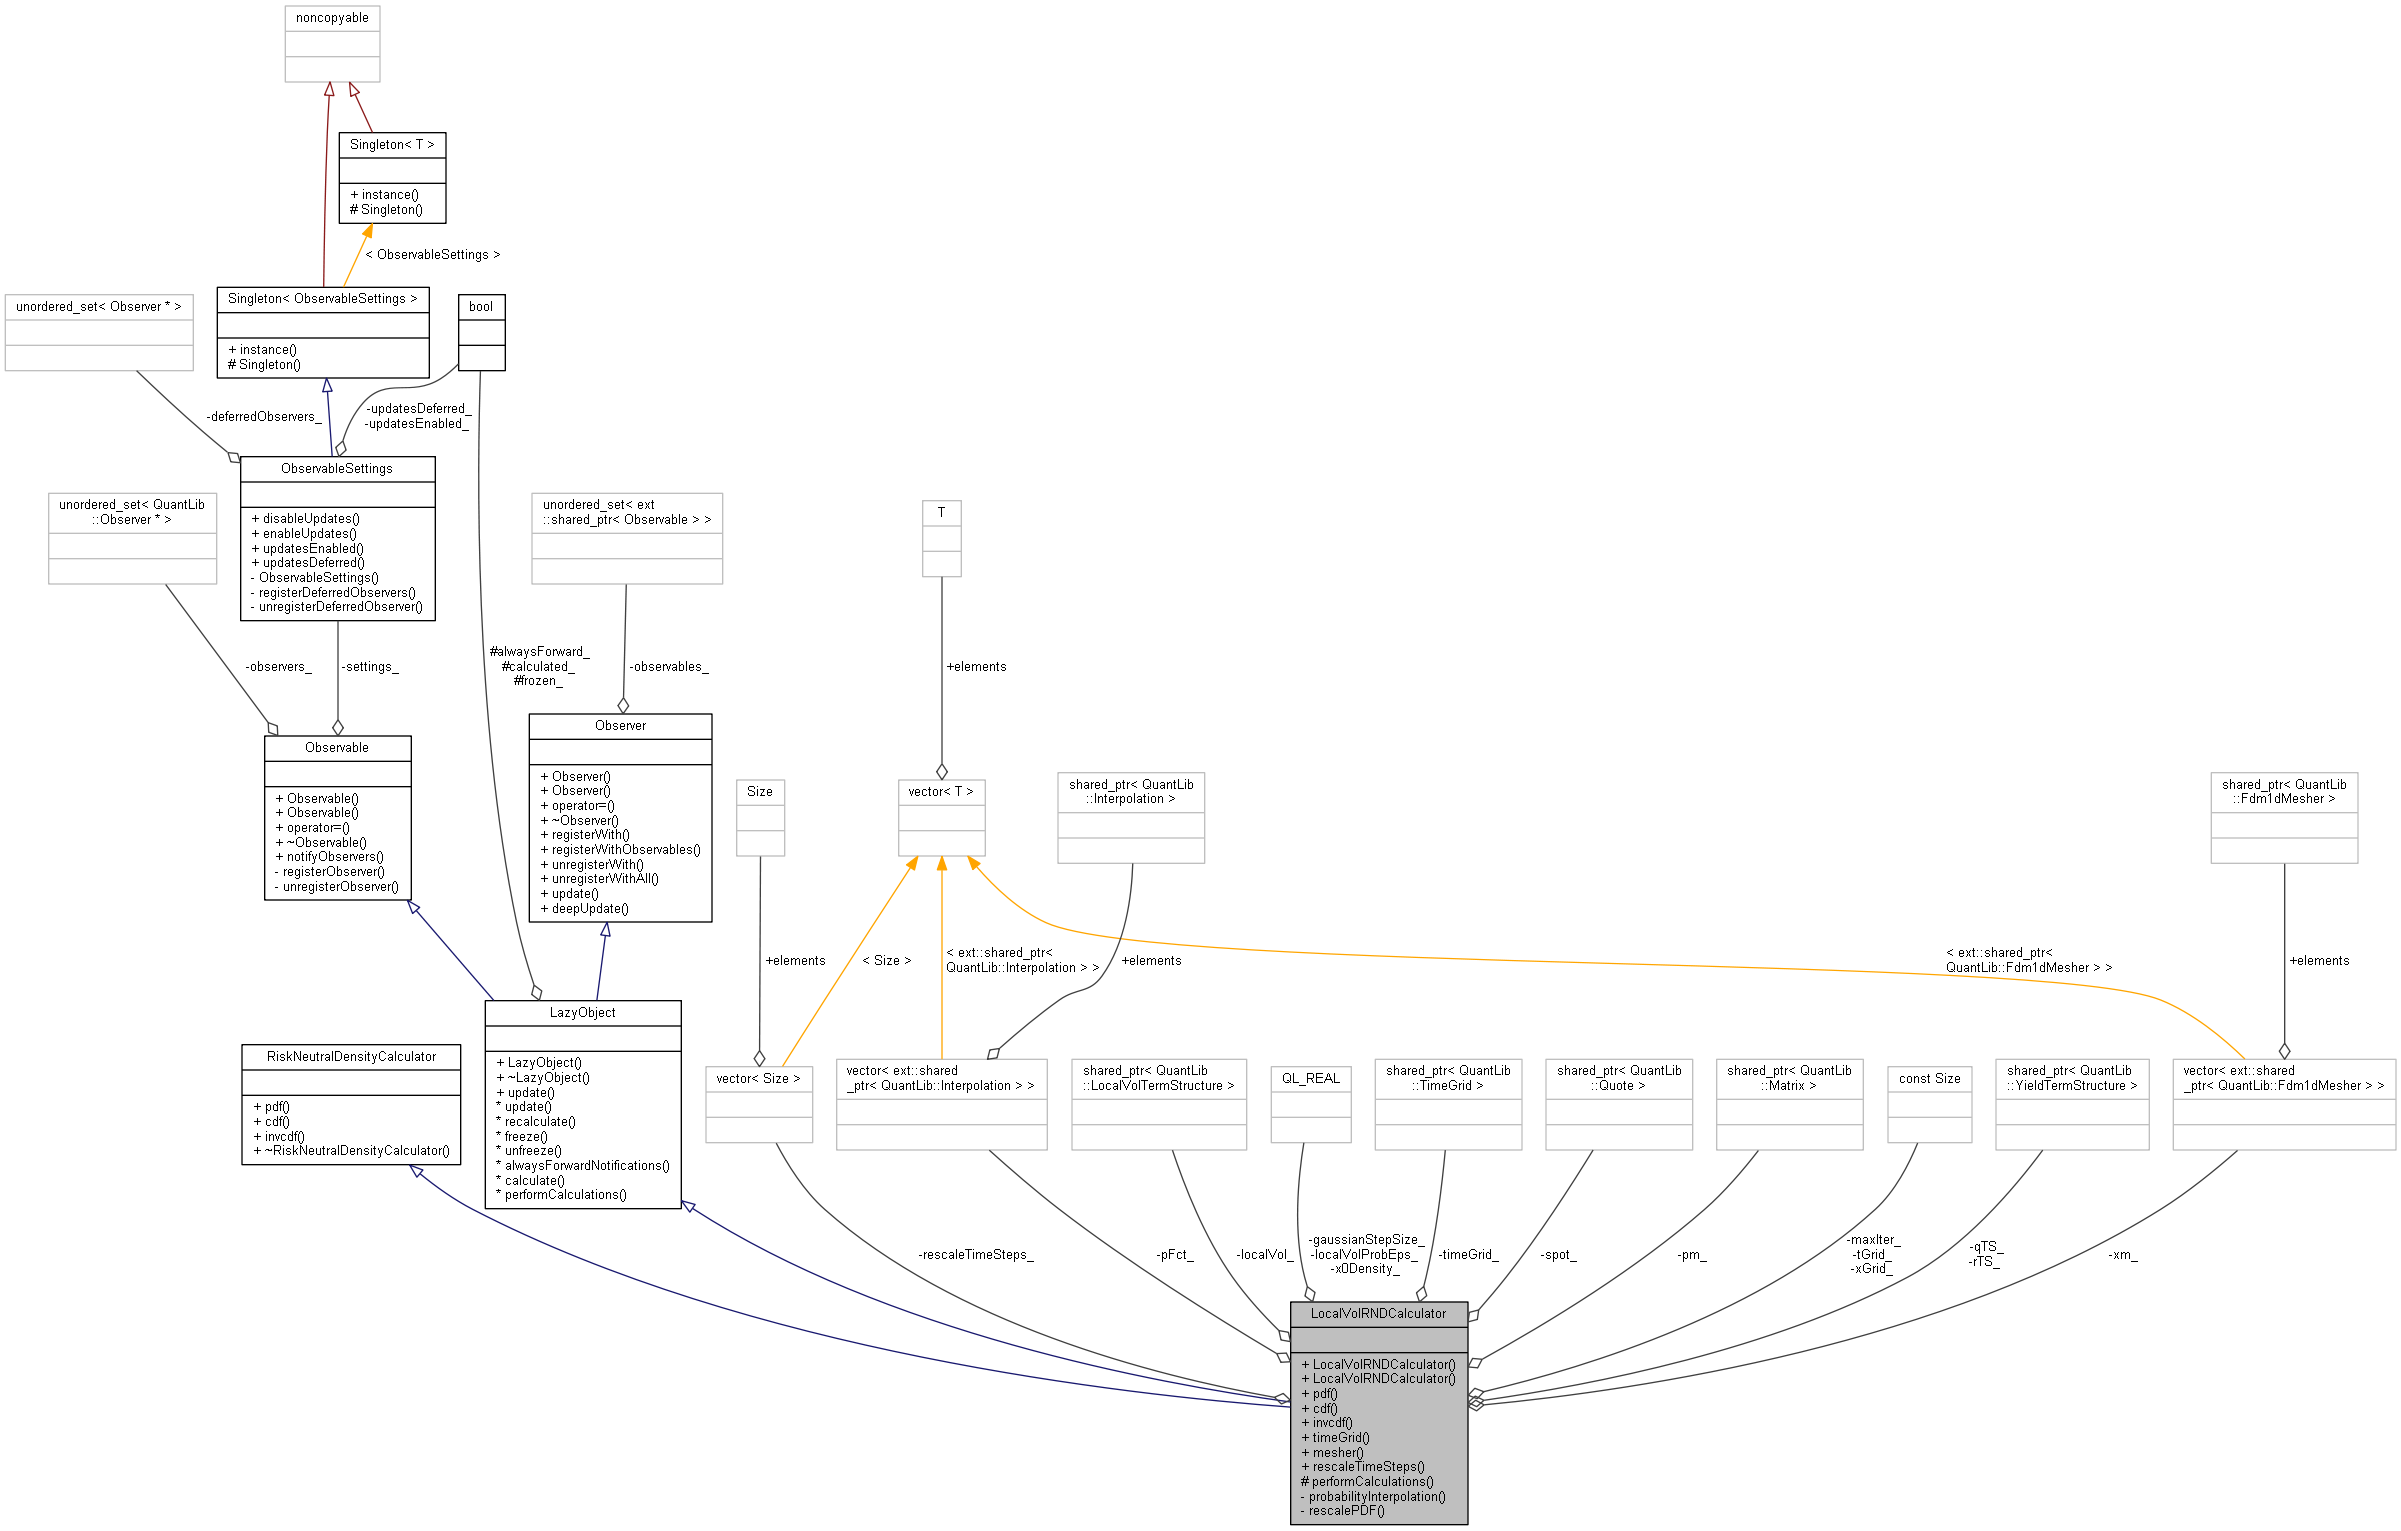 noncopyable
Singleton< T >
+ instance()
# Singleton()
< ObservableSettings >
unordered_set< Observer * >
Singleton< ObservableSettings >
+ instance()
# Singleton()
bool
-deferredObservers_
-updatesDeferred_
-updatesEnabled_
unordered_set< QuantLib
::Observer * >
ObservableSettings
+ disableUpdates()
+ enableUpdates()
+ updatesEnabled()
+ updatesDeferred()
- ObservableSettings()
- registerDeferredObservers()
- unregisterDeferredObserver()
unordered_set< ext
::shared_ptr< Observable > >
T
-observers_
-settings_
#alwaysForward_
#calculated_
#frozen_
-observables_
+elements
Observable
+ Observable()
+ Observable()
+ operator=()
+ ~Observable()
+ notifyObservers()
- registerObserver()
- unregisterObserver()
Observer
+ Observer()
+ Observer()
+ operator=()
+ ~Observer()
+ registerWith()
+ registerWithObservables()
+ unregisterWith()
+ unregisterWithAll()
+ update()
+ deepUpdate()
Size
vector< T >
shared_ptr< QuantLib
::Interpolation >
shared_ptr< QuantLib
::Fdm1dMesher >
+elements
< Size >
< ext::shared_ptr<
QuantLib::Interpolation > >
+elements
< ext::shared_ptr<
QuantLib::Fdm1dMesher > >
+elements
RiskNeutralDensityCalculator
+ pdf()
+ cdf()
+ invcdf()
+ ~RiskNeutralDensityCalculator()
LazyObject
+ LazyObject()
+ ~LazyObject()
+ update()
* update()
* recalculate()
* freeze()
* unfreeze()
* alwaysForwardNotifications()
* calculate()
* performCalculations()
vector< Size >
vector< ext::shared
_ptr< QuantLib::Interpolation > >
shared_ptr< QuantLib
::LocalVolTermStructure >
QL_REAL
shared_ptr< QuantLib
::TimeGrid >
shared_ptr< QuantLib
::Quote >
shared_ptr< QuantLib
::Matrix >
const Size
shared_ptr< QuantLib
::YieldTermStructure >
vector< ext::shared
_ptr< QuantLib::Fdm1dMesher > >
-rescaleTimeSteps_
-pFct_
-localVol_
-gaussianStepSize_
-localVolProbEps_
-x0Density_
-timeGrid_
-spot_
-pm_
-maxIter_
-tGrid_
-xGrid_
-qTS_
-rTS_
-xm_
LocalVolRNDCalculator
+ LocalVolRNDCalculator()
+ LocalVolRNDCalculator()
+ pdf()
+ cdf()
+ invcdf()
+ timeGrid()
+ mesher()
+ rescaleTimeSteps()
# performCalculations()
- probabilityInterpolation()
- rescalePDF()